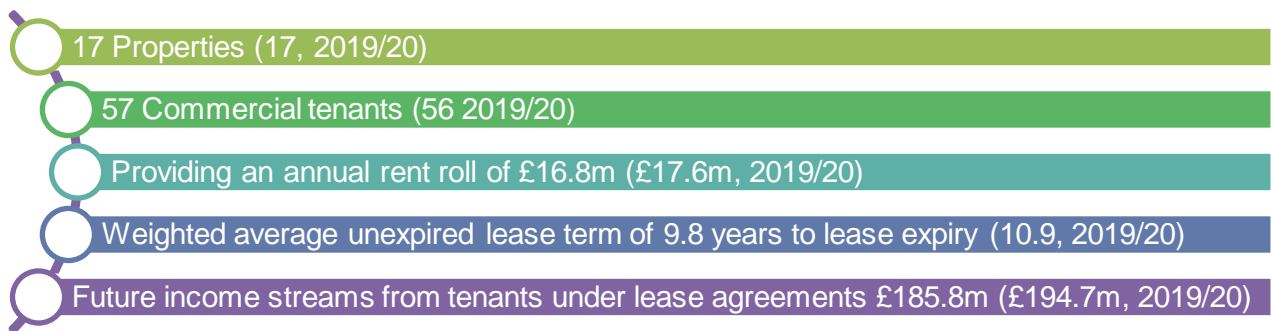 17 Properties (17, 2019/20)
57 Commercial tenants (56 2019/20)
Providing an annual rent roll of £16.8m (£17.6m, 2019/20)
Weighted average unexpired lease term of 9.8 years to lease expiry (10.9, 2019/20)
Future income streams from tenants under lease agreements £185.8m (£194.7m, 2019/20)